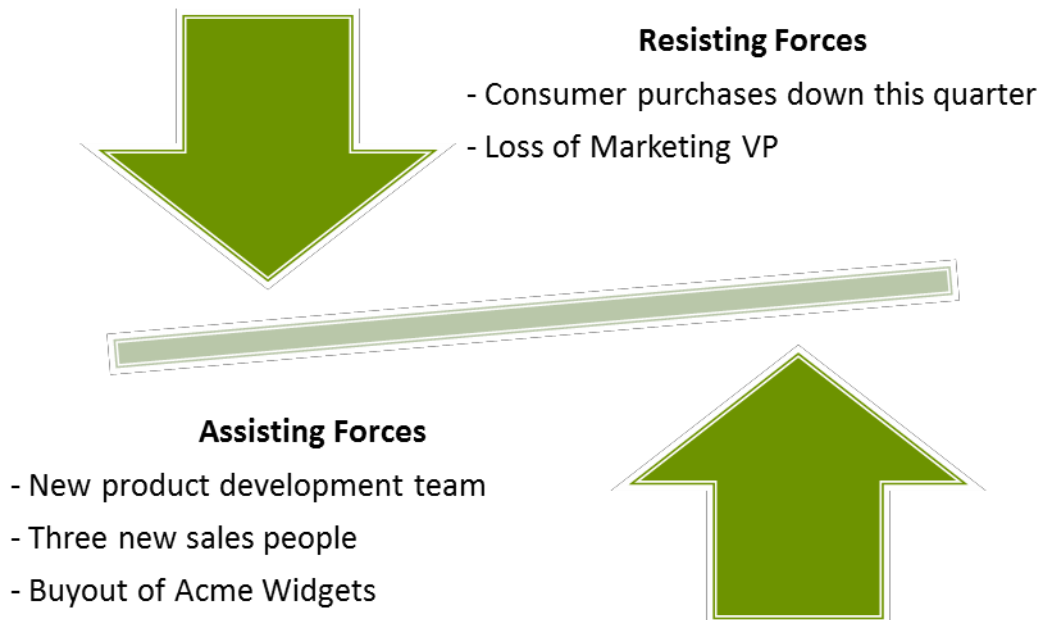 Resisting Forces
- Consumer purchases down this quarter
- Loss of Marketing VP
Assisting Forces
- New product development team
- Three new sales people
- Buyout of Acme Widgets